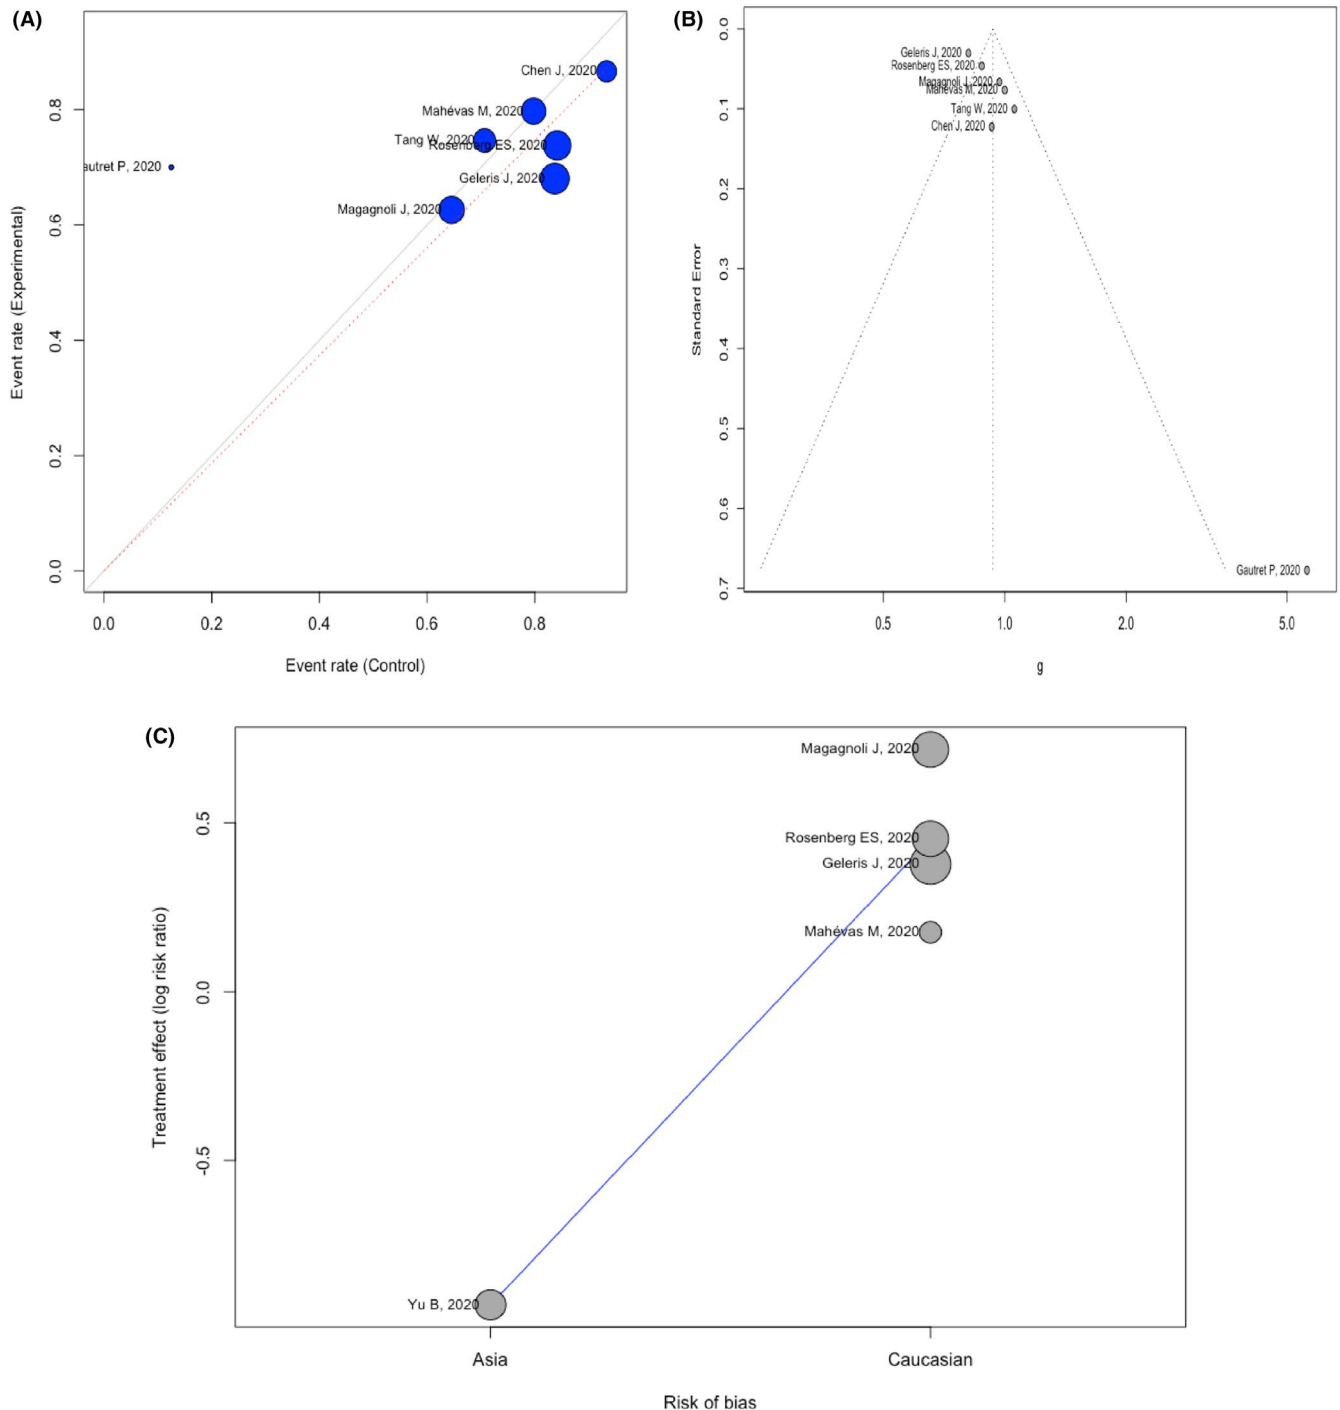 (A)
Chen J, 2020
Mahévas M, 2020
Tang W, 2020
Rosenberg ES, 2020
autret P, 2020
Geleris J, 2020
Magagnoli J, 2020
0.8
0.6
0.4
0.2
0.0
Event rate (Experimental)
0.0 0.2 0.4 0.6 0.8
Event rate (Control)
(B)
Geleris J, 2020
Rosenberg ES, 2020
Magagnoli J, 2020
Mahévas M, 2020
Tang W, 2020
Chen J, 2020
Gautret P, 2020
0.0
0.1
0.2
0.3
0.4
0.5
0.6
0.7
Standard Error
0.5 1.0 2.0 5.0
g
(C)
Magagnoli J, 2020
Rosenberg ES, 2020
Geleris J, 2020
Mahévas M, 2020
Yu B, 2020
0.5
0.0
-0.5
Treatment effect (log risk ratio)
Asia Caucasian
Risk of bias